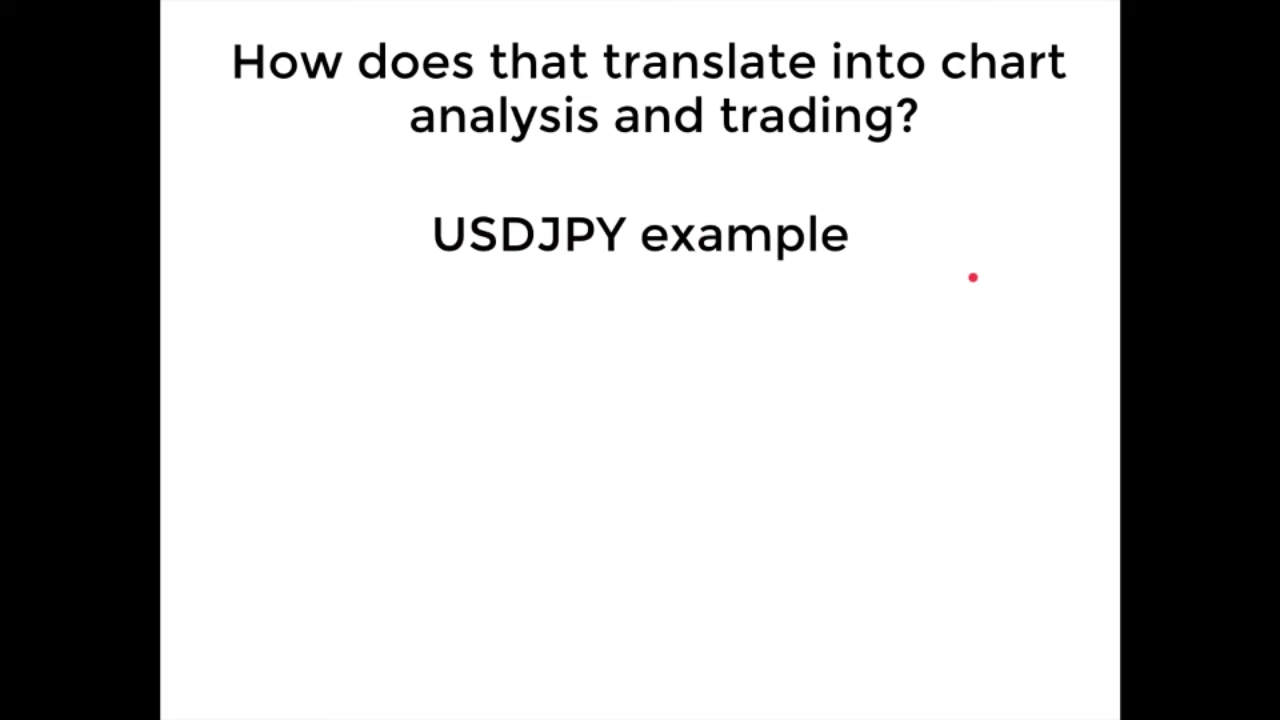 How does that translate into chart
analysis and trading?
USDJPY example